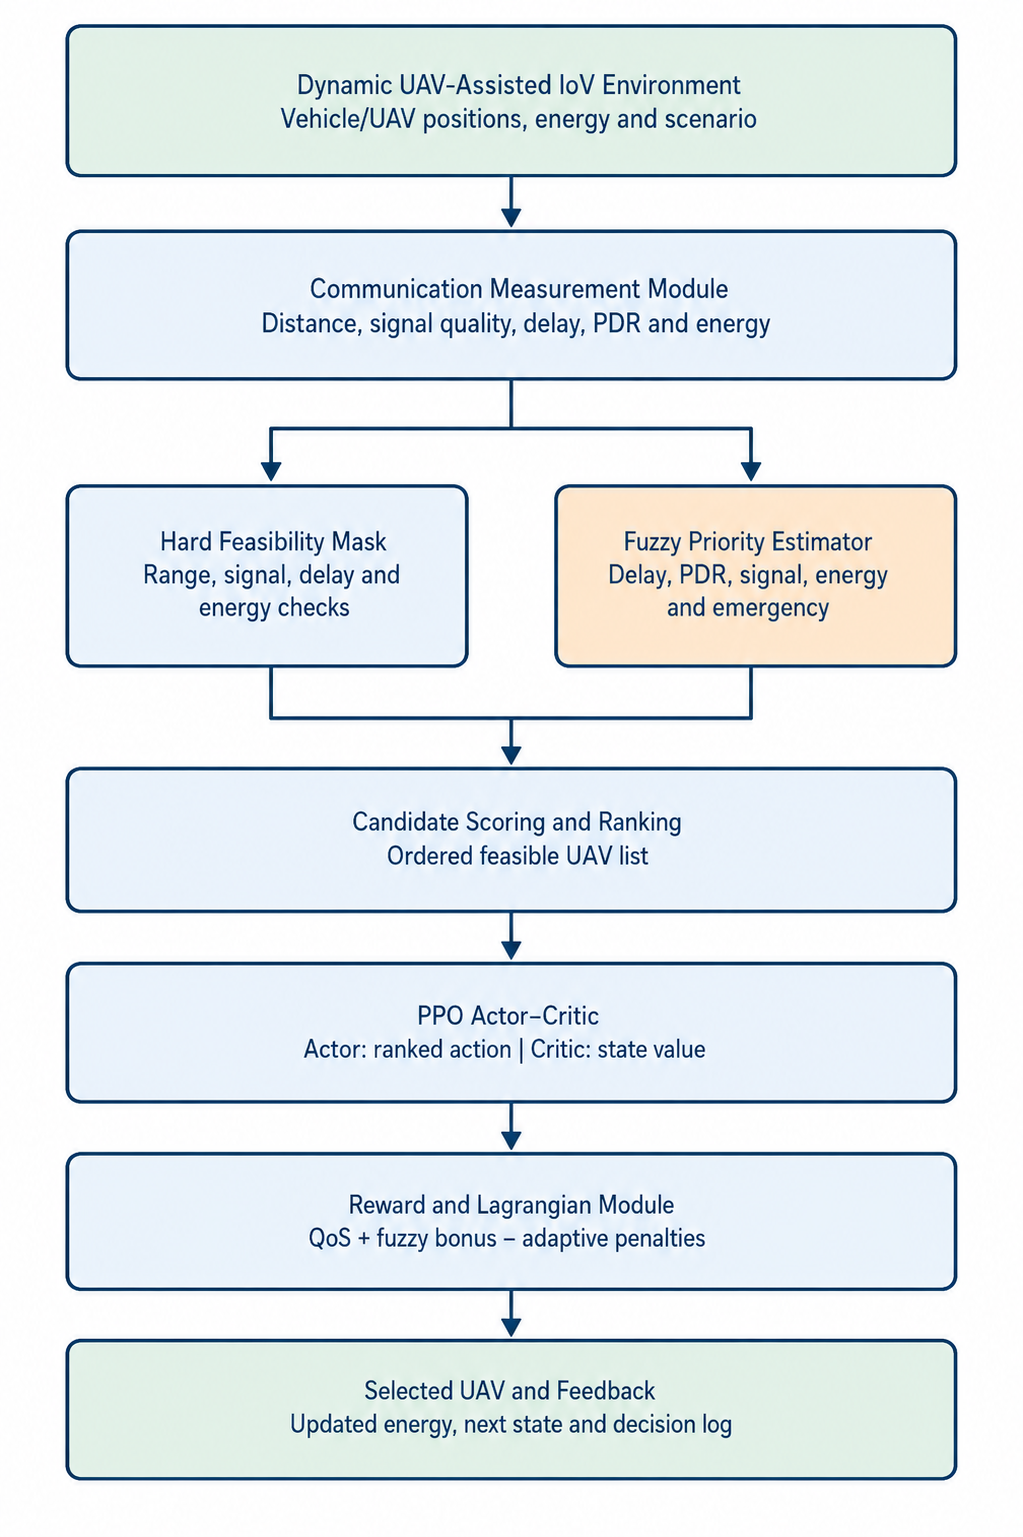 Dynamic UAV-Assisted IoV Environment
Vehicle/UAV positions, energy and scenario
Communication Measurement Module
Distance, signal quality, delay, PDR and energy
Hard Feasibility Mask
Range, signal, delay and
energy checks
Fuzzy Priority Estimator
Delay, PDR, signal, energy
and emergency
Candidate Scoring and Ranking
Ordered feasible UAV list
PPO Actor–Critic
Actor: ranked action | Critic: state value
Reward and Lagrangian Module
QoS + fuzzy bonus – adaptive penalties
Selected UAV and Feedback
Updated energy, next state and decision log